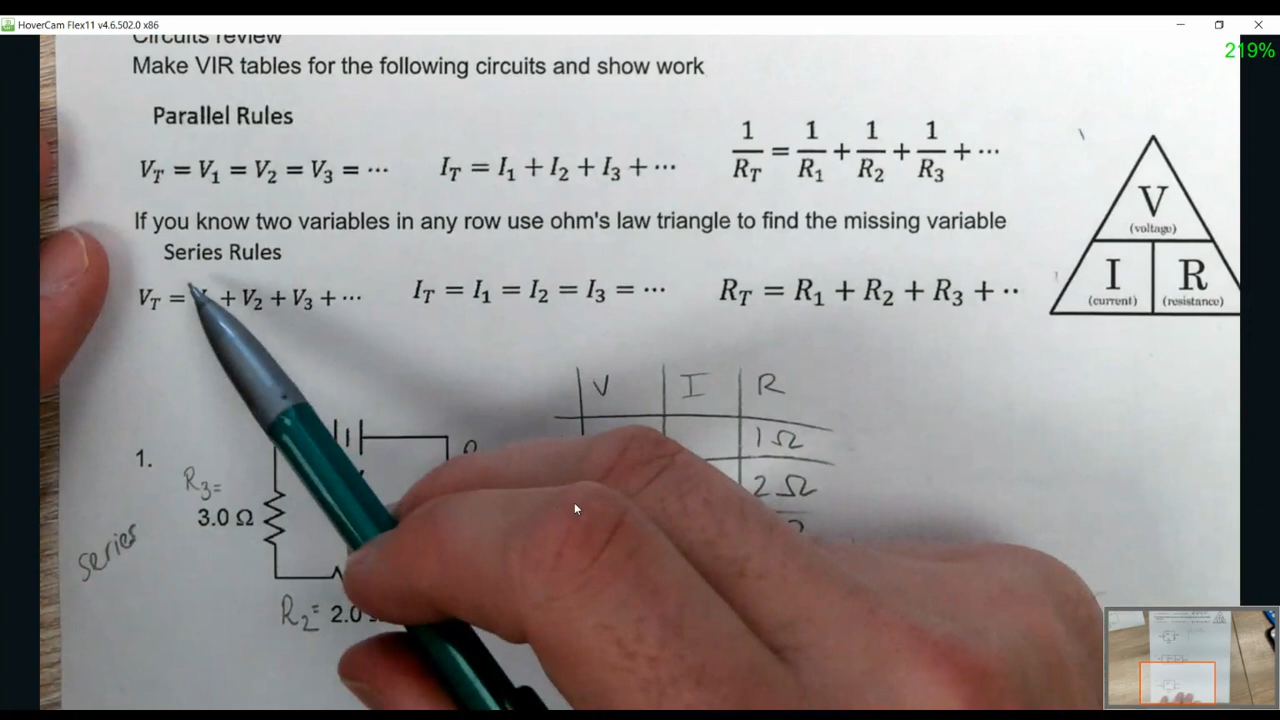 HoverCam Flex11 v4.6.502.0 x86
219%
Circuits review
Make VIR tables for the following circuits and show work
Parallel Rules
V_T = V_1 = V_2 = V_3 = ⋯
I_T = I_1 + I_2 + I_3 + ⋯
1/R_T = 1/R_1 + 1/R_2 + 1/R_3 + ⋯
If you know two variables in any row use ohm's law triangle to find the missing variable
V
(voltage)
I
(current)
R
(resistance)
Series Rules
V_T = + V_2 + V_3 + ⋯
I_T = I_1 = I_2 = I_3 = ⋯
R_T = R_1 + R_2 + R_3 + ⋅⋅
V I R
1Ω
2Ω
1.
R_3=
3.0 Ω
series
R_2= 2.0